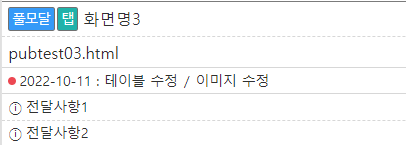 풀모달 탭 화면명3
pubtest03.html
2022-10-11 : 테이블 수정 / 이미지 수정
ⓘ 전달사항1
ⓘ 전달사항2